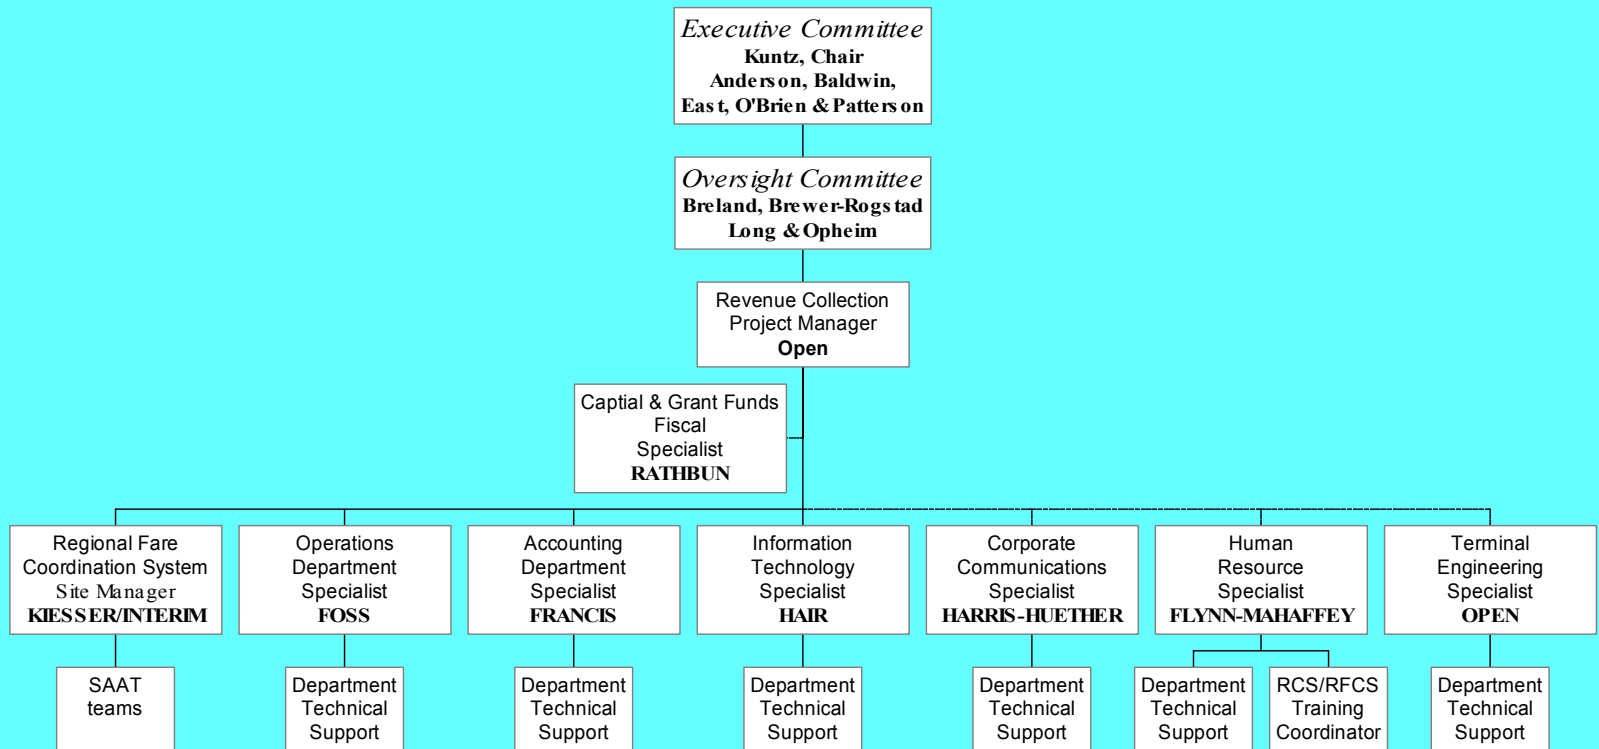 Executive Committee
Kuntz, Chair
Anderson, Baldwin,
East, O'Brien & Patterson
Oversight Committee
Breland, Brewer-Rogstad
Long & Opheim
Revenue Collection
Project Manager
Open
Captial & Grant Funds
Fiscal
Specialist
RATHBUN
Regional Fare
Coordination System
Site Manager
KIESSER/INTERIM
Operations
Department
Specialist
FOSS
Accounting
Department
Specialist
FRANCIS
Information
Technology
Specialist
HAIR
Corporate
Communications
Specialist
HARRIS-HUETHER
Human
Resource
Specialist
FLYNN-MAHAFFEY
Terminal
Engineering
Specialist
OPEN
SAAT
teams
Department
Technical
Support
Department
Technical
Support
Department
Technical
Support
Department
Technical
Support
Department
Technical
Support
RCS/RFCS
Training
Coordinator
Department
Technical
Support